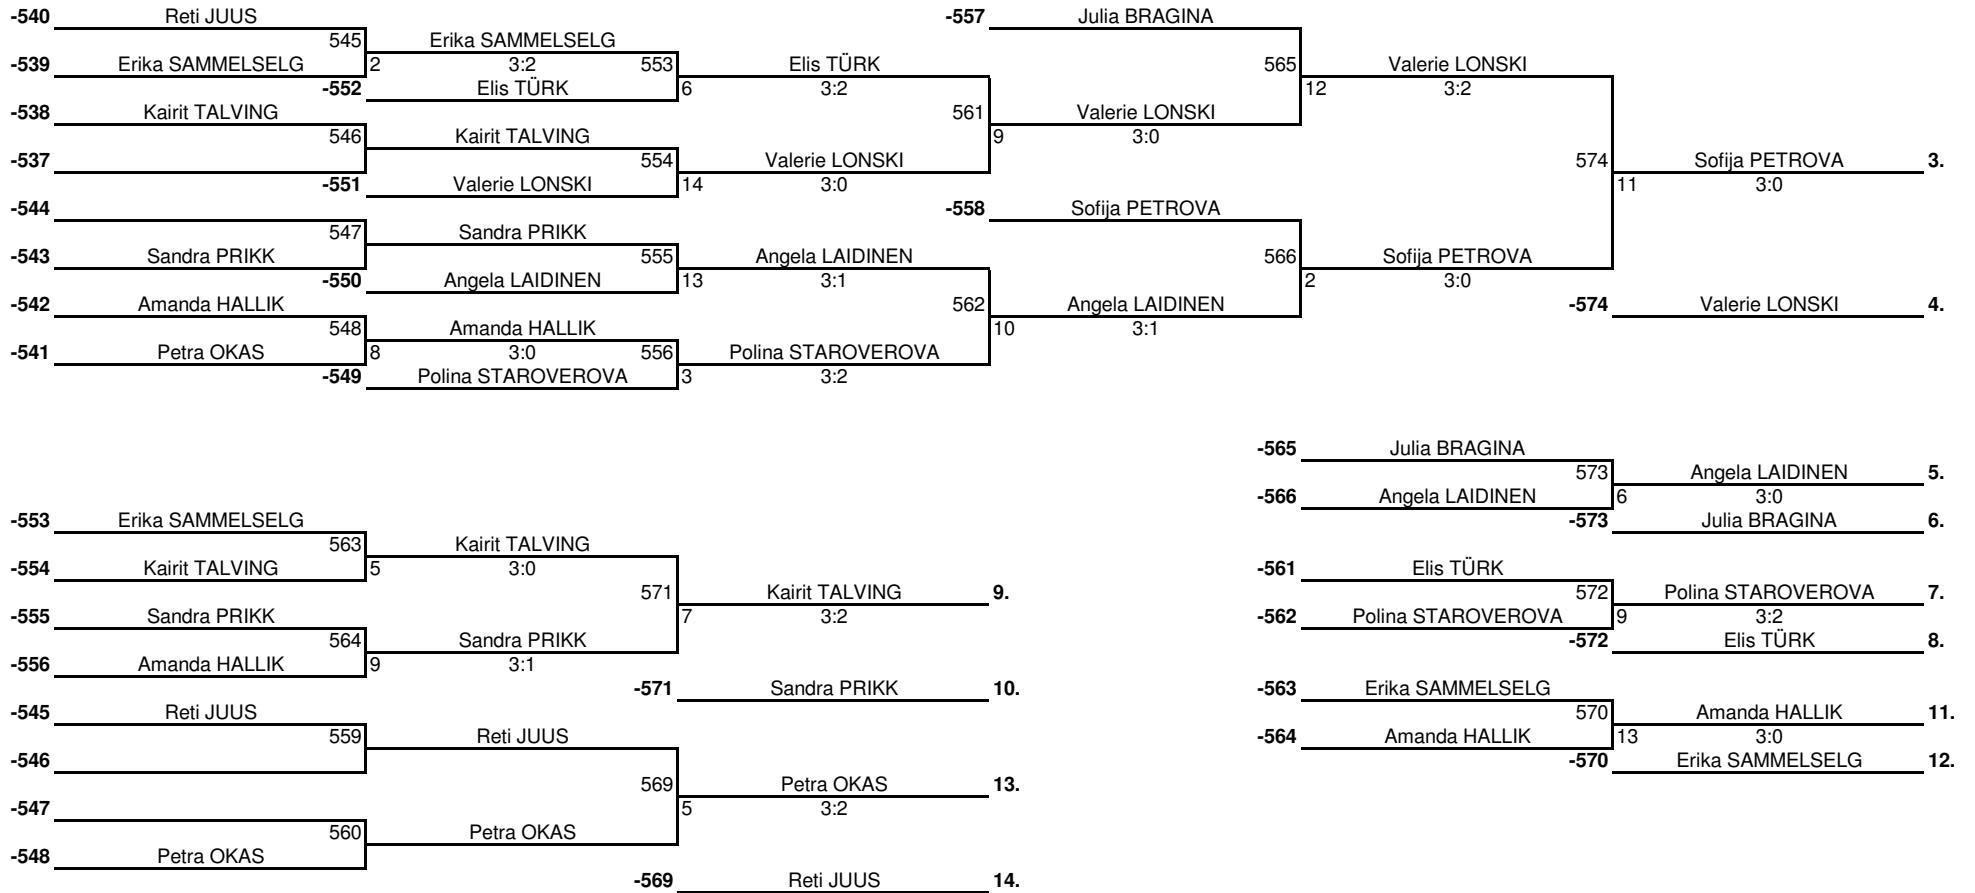 -540 Reti JUUS -557 Julia BRAGINA
545 Erika SAMMELSELG
-539 Erika SAMMELSELG 2 3:2 553 Elis TÜRK 565 Valerie LONSKI
-552 Elis TÜRK 6 3:2 12 3:2
-538 Kairit TALVING 561 Valerie LONSKI
546 Kairit TALVING 9 3:0
-537 554 Valerie LONSKI 574 Sofija PETROVA 3.
-551 Valerie LONSKI 14 3:0 11 3:0
-544 -558 Sofija PETROVA
547 Sandra PRIKK
-543 Sandra PRIKK 555 Angela LAIDINEN 566 Sofija PETROVA
-550 Angela LAIDINEN 13 3:1 2 3:0
-542 Amanda HALLIK 562 Angela LAIDINEN -574 Valerie LONSKI 4.
548 Amanda HALLIK 10 3:1
-541 Petra OKAS 8 3:0 556 Polina STAROVEROVA
-549 Polina STAROVEROVA 3 3:2
-565 Julia BRAGINA
573 Angela LAIDINEN 5.
-566 Angela LAIDINEN 6 3:0
-553 Erika SAMMELSELG -573 Julia BRAGINA 6.
563 Kairit TALVING
-554 Kairit TALVING 5 3:0 -561 Elis TÜRK
571 Kairit TALVING 9. 572 Polina STAROVEROVA 7.
-555 Sandra PRIKK 7 3:2 -562 Polina STAROVEROVA 9 3:2
564 Sandra PRIKK -572 Elis TÜRK 8.
-556 Amanda HALLIK 9 3:1
-571 Sandra PRIKK 10. -563 Erika SAMMELSELG
-545 Reti JUUS 570 Amanda HALLIK 11.
559 Reti JUUS -564 Amanda HALLIK 13 3:0
-546 -570 Erika SAMMELSELG 12.
569 Petra OKAS 13.
-547 5 3:2
560 Petra OKAS
-548 Petra OKAS
-569 Reti JUUS 14.